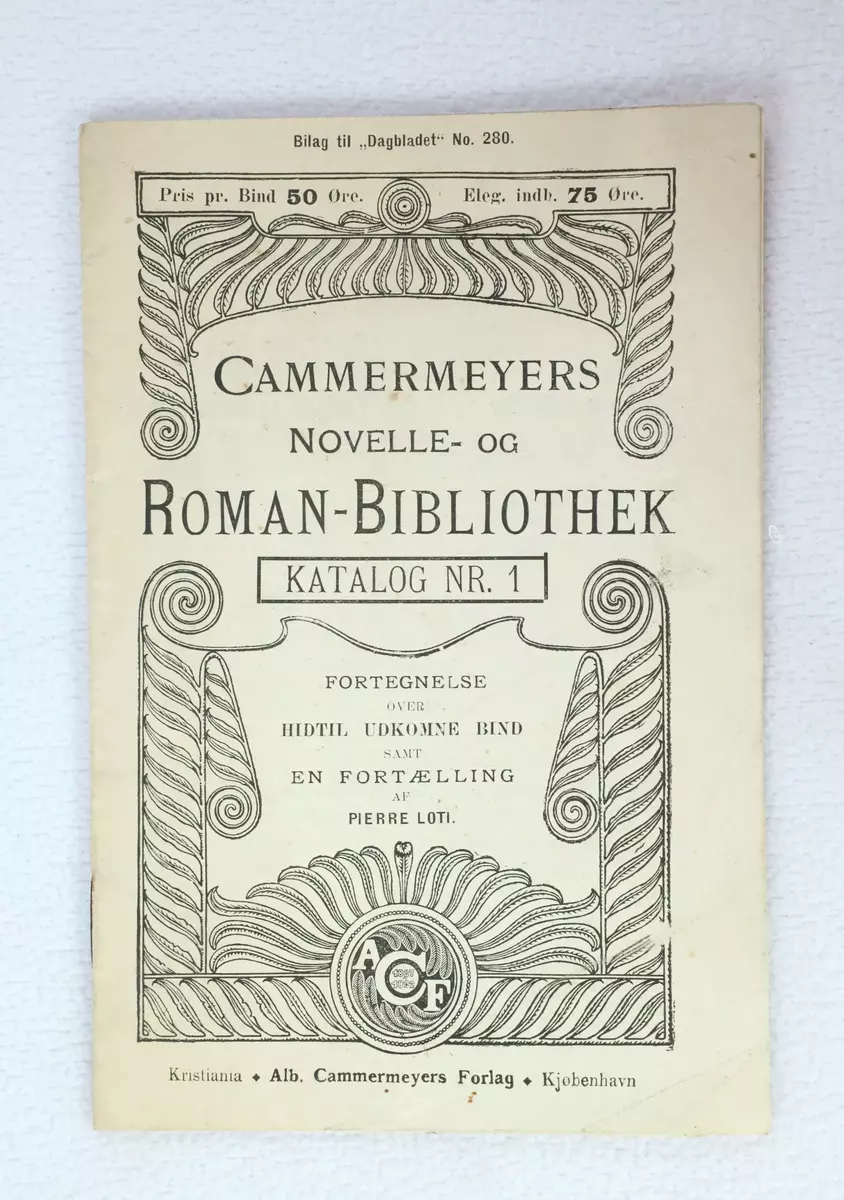 Bilag til „Dagbladet“ No. 280.
Pris pr. Bind 50 Øre. Eleg. indb. 75 Øre.
CAMMERMEYERS
NOVELLE- OG
ROMAN-BIBLIOTHEK
KATALOG NR. 1
FORTEGNELSE
OVER
HIDTIL UDKOMNE BIND
SAMT
EN FORTÆLLING
AF
PIERRE LOTI.
A C F
1867
Kristiania ♦ Alb. Cammermeyers Forlag ♦ Kjøbenhavn